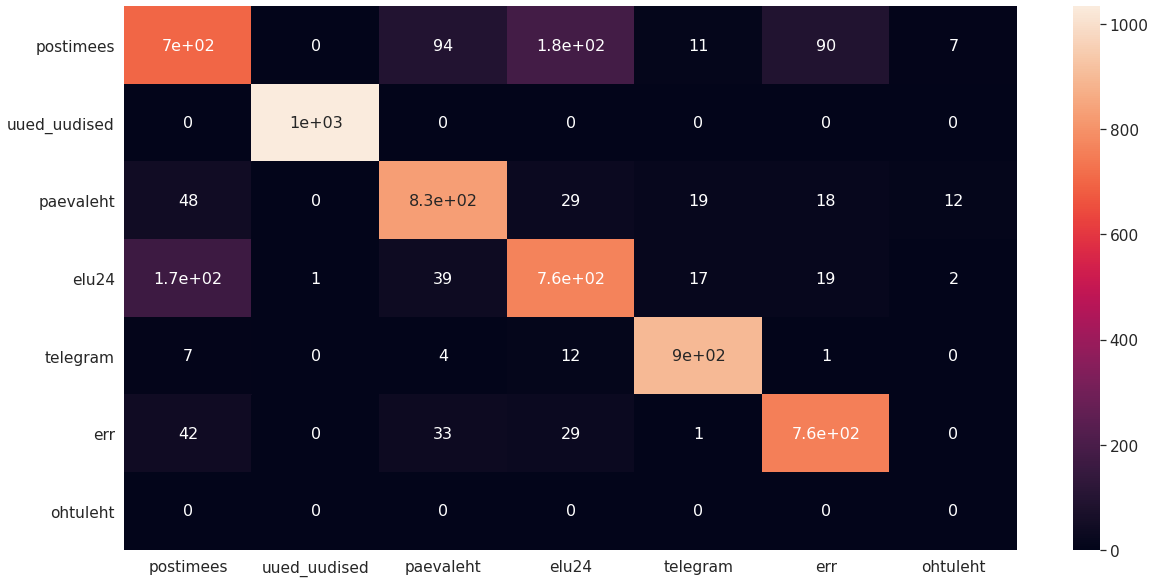 postimees 7e+02 0 94 1.8e+02 11 90 7
uued_uudised 0 1e+03 0 0 0 0 0
paevaleht 48 0 8.3e+02 29 19 18 12
elu24 1.7e+02 1 39 7.6e+02 17 19 2
telegram 7 0 4 12 9e+02 1 0
err 42 0 33 29 1 7.6e+02 0
ohtuleht 0 0 0 0 0 0 0
postimees uued_uudised paevaleht elu24 telegram err ohtuleht
1000
800
600
400
200
0